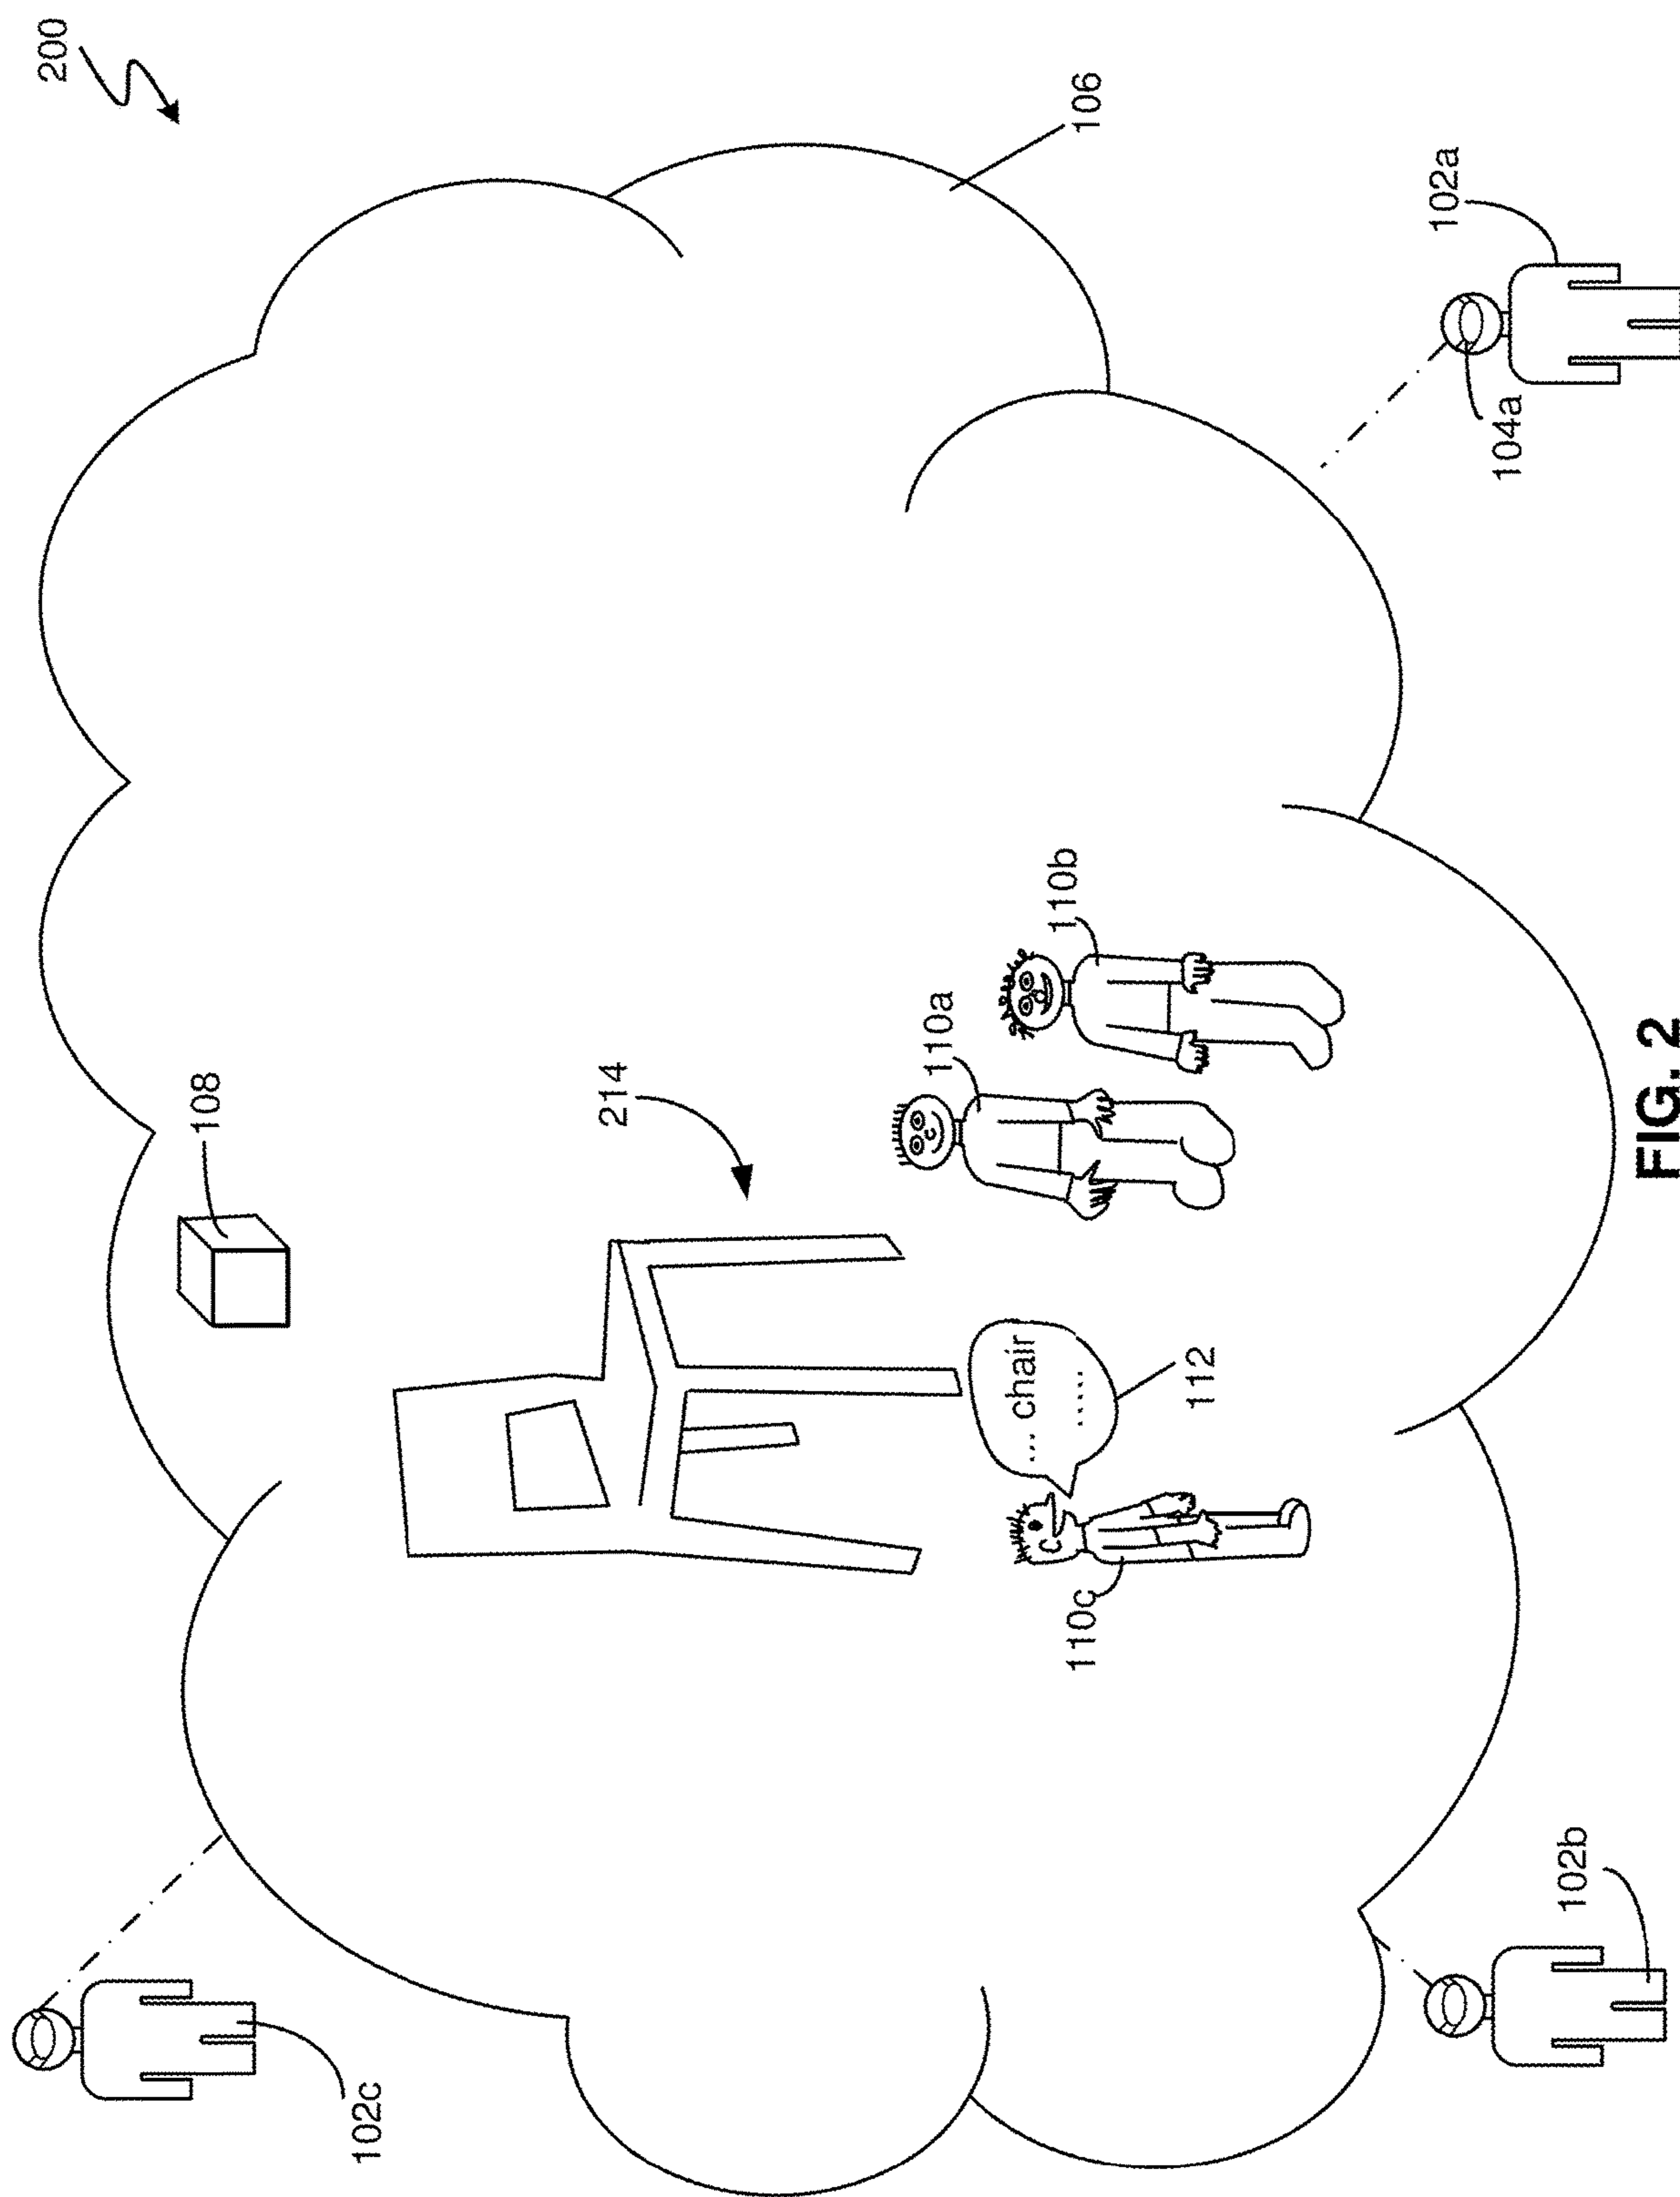 200
106
102a
104a
108
214
110a
110b
... chair
.....
112
110c
102c
102b
FIG. 2